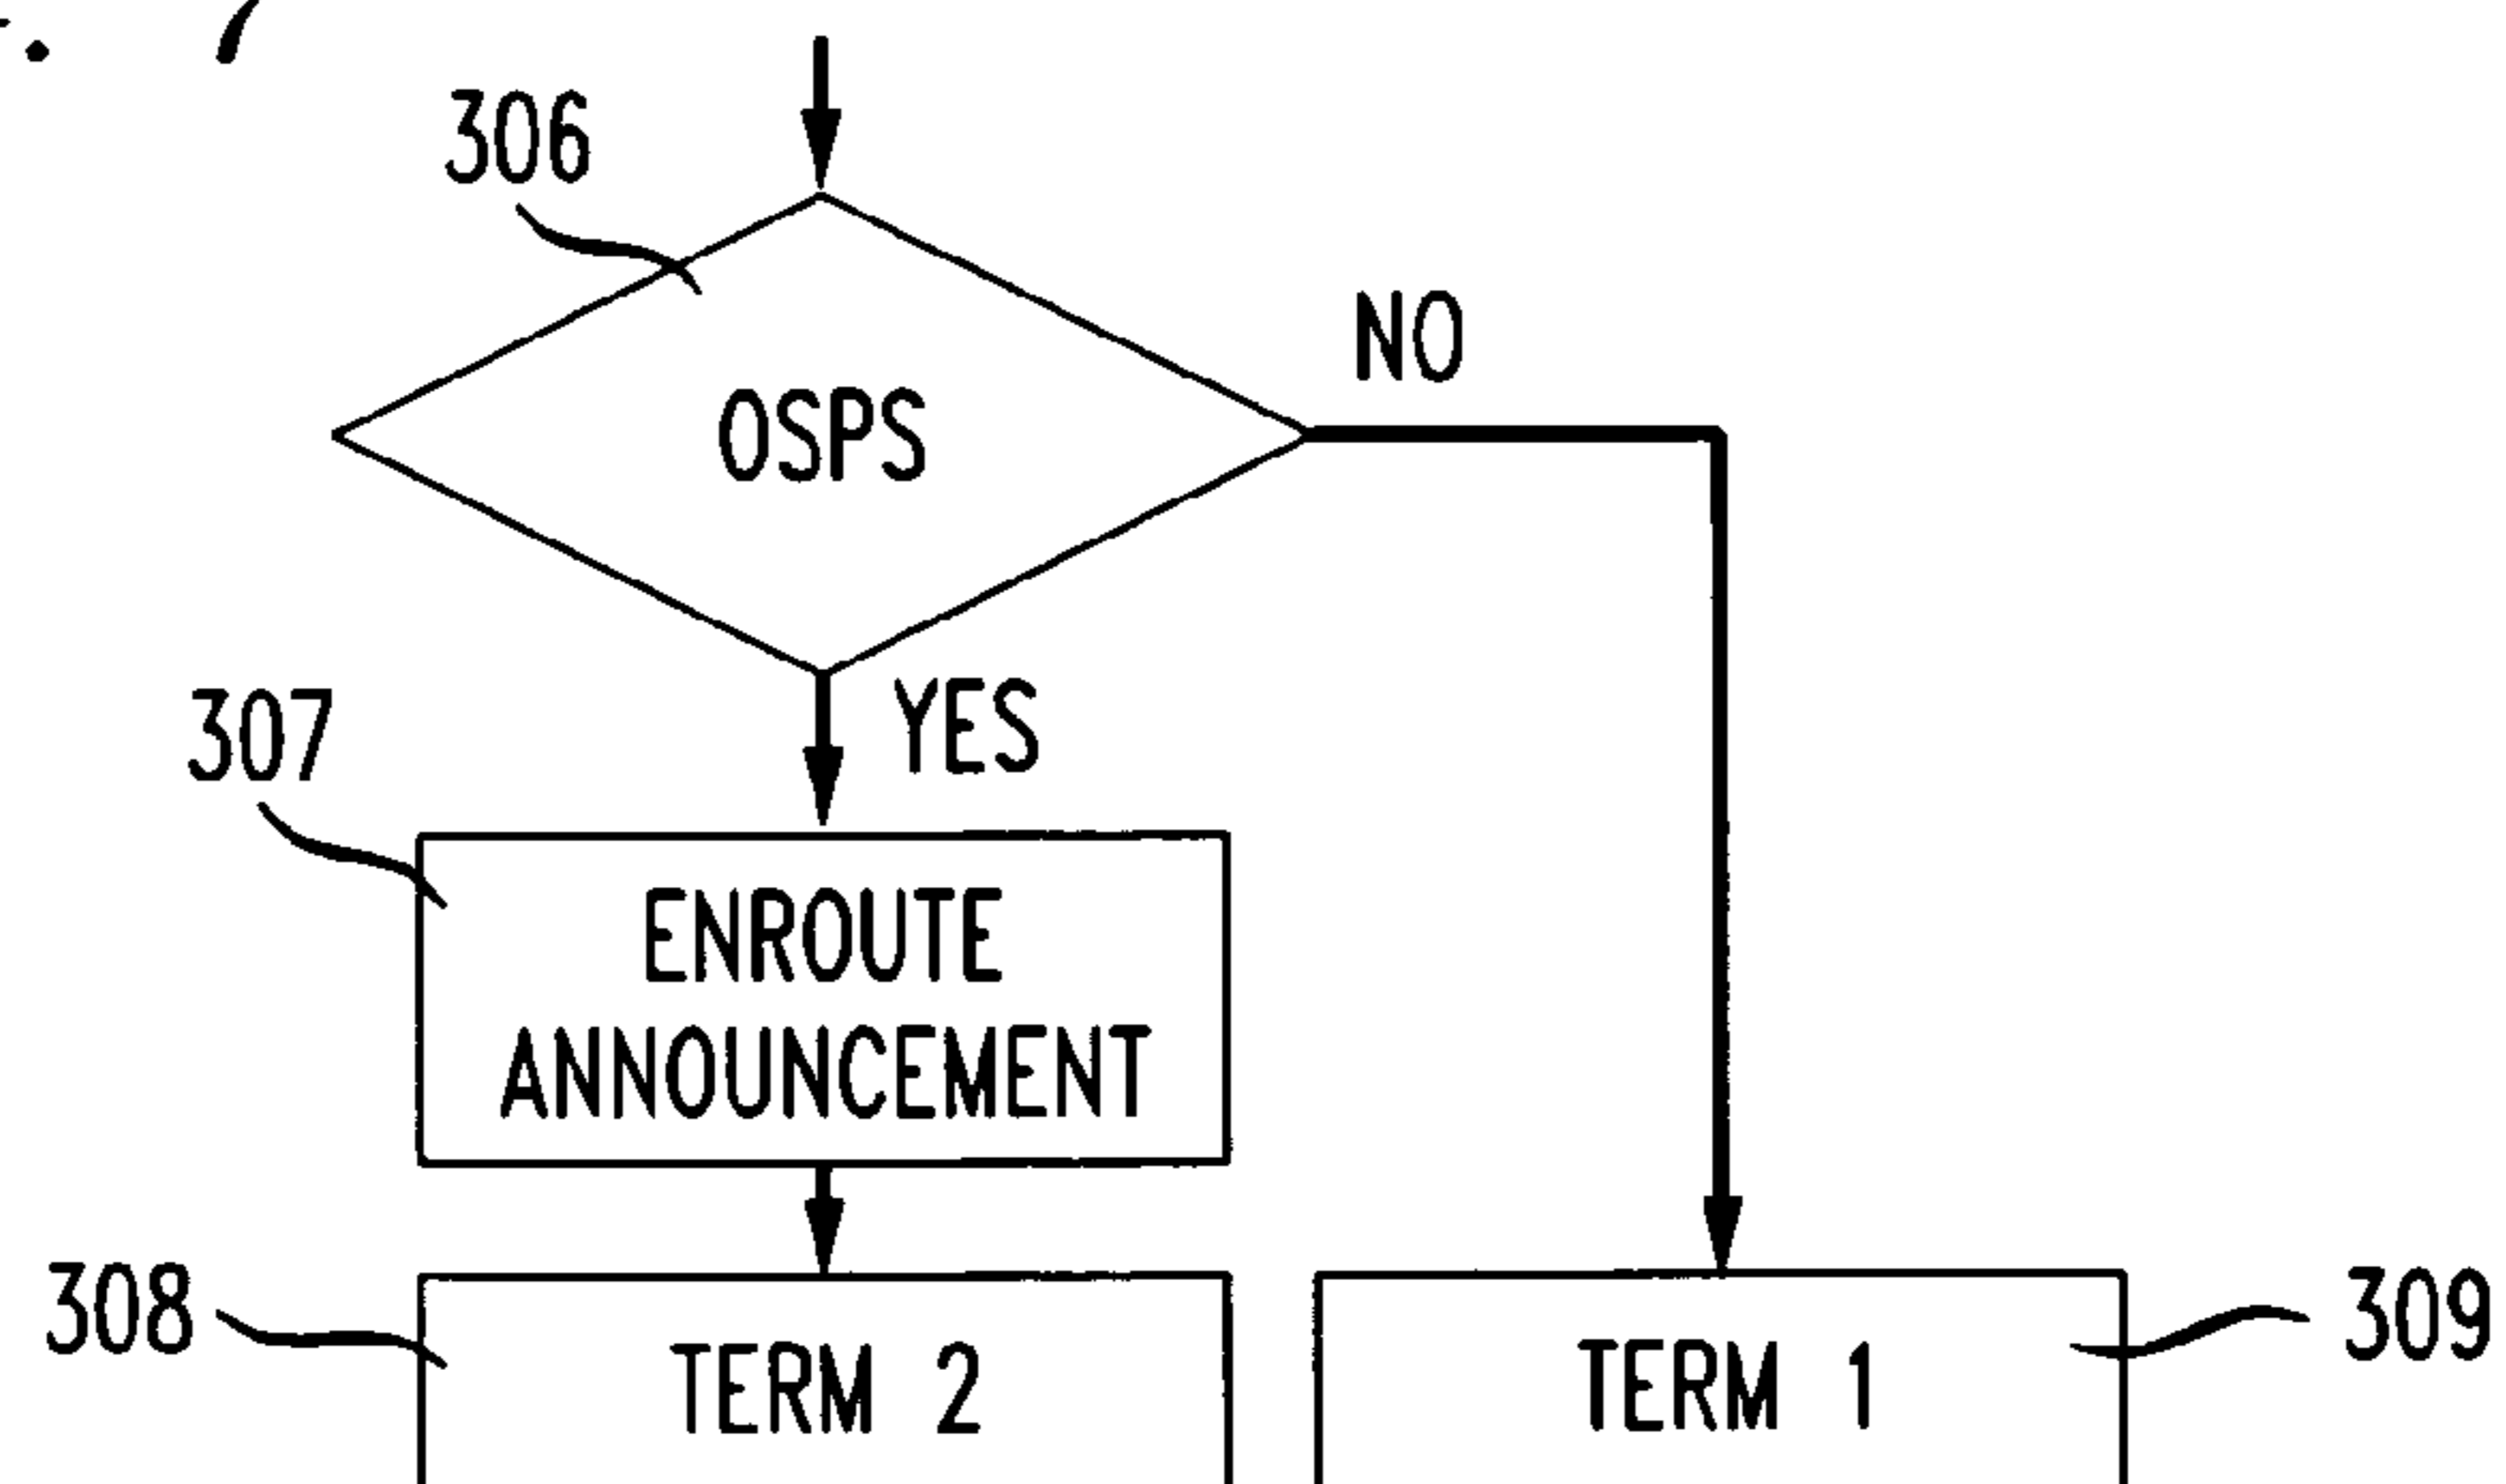 306
NO
OSPS
YES
307
ENROUTE
ANNOUNCEMENT
308
TERM 2
TERM 1
309